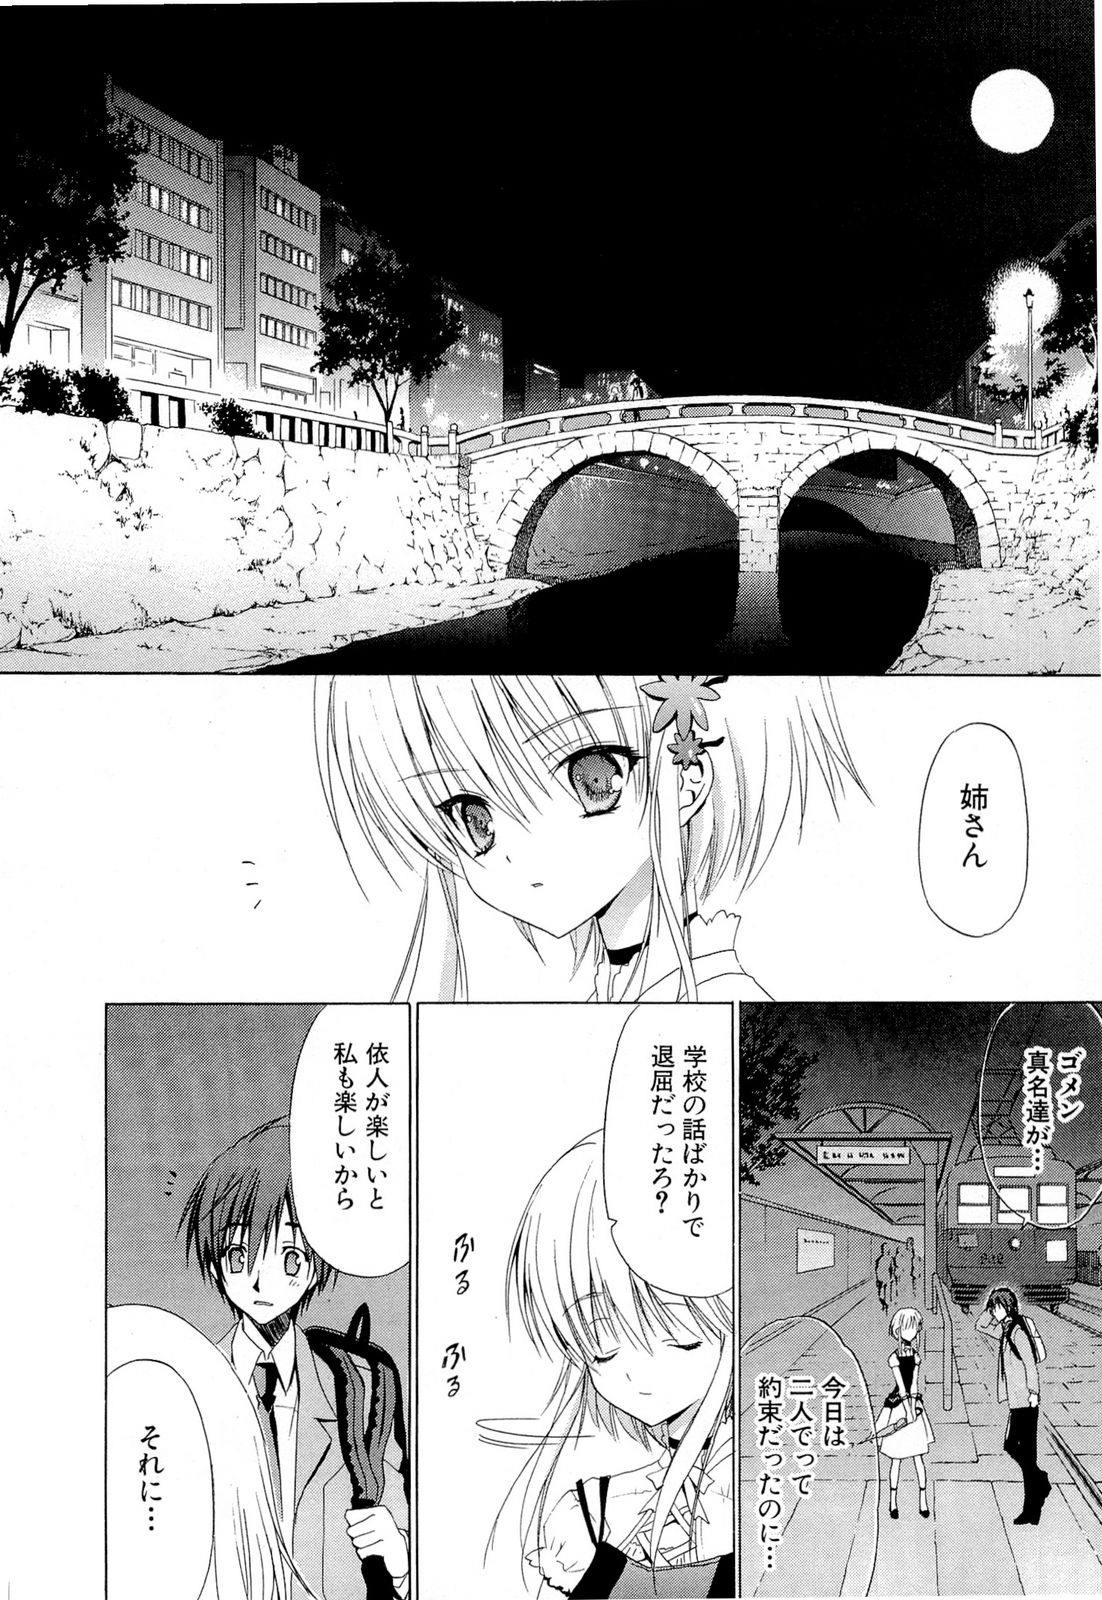 姉さん
ゴメン
真名達が…
今日は
二人でって
約束だったのに…
学校の話ばかりで
退屈だったろ?
ふる
ふる
依人が楽しいと
私も楽しいから
それに…